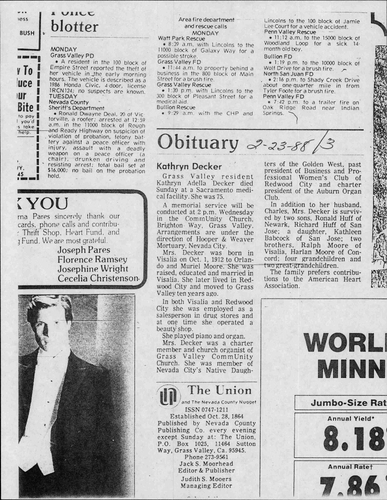 Police
blotter
MONDAY
Grass Valley PD
• A resident in the 100 block of
Empire Street reported the theft of
her vehicle in the early morning
hours. The vehicle is described as a
red Honda Civic, 4 door, license
no suspects are known.
TUESDAY
Nevada County
Sheriff's Department
Ronald Dwayne Deal, 30 of Vic-
torville, a roofer, arrested at 12:50
a.m. in the 11000 block of Rough
and Ready Highway on suspicion of
violation of probation, felony bat-
tery against a peace officer with
injury, assault with a deadly
weapon on a peace officer (a
chair), drunken driving and
resisting arrest; total bail set at
$16,000; no bail on the probation
hold.
BUSH
Area fire department
and rescue calls
MONDAY
Watt Park Rescue
• 8:29 a.m. with Lincolns to the
11000 block of Galaxy Way for a
possible stroke.
Grass Valley FD
• 11:44 a.m. to property behind a
business in the 800 block of Main
Street for a brush fire.
Grass Valley Rescue
• 1:39 p.m. with Lincolns to the
200 block of Pleasant Street for a
medical aid.
Bullion Rescue
• 9:29 a.m. with the CHP and
Lincolns to the 100 block of Jamie
Lee Court for a vehicle accident.
Penn Valley Rescue
• 11:12 a.m. to the 15000 block of
Woodland Loop for a sick 14-
month-old boy.
Bullion FD
• 1:19 p.m. to the 10000 block of
Wolf Drive for a brush fire.
North San Juan FD
• 2:16 p.m. to Shady Creek Drive
about one quarter mile in from
Tyler Foote for a brush fire.
Penn Valley FD
• 7:42 p.m. to a trailer fire on
Oak Ridge Road near Indian
Springs.
Obituary 2-23-88/3
Kathryn Decker
Grass Valley resident
Kathryn Adella Decker died
Sunday at a Sacramento medi-
cal facility. She was 75.
A memorial service will be
conducted at 2 p.m. Wednesday
in the CommUnity Church,
Brighton Way, Grass Valley.
Arrangements are under the
direction of Hooper & Weaver
Mortuary, Nevada City.
Mrs. Decker was born in
Visalia on Oct. 1, 1912 to Orlan-
do and Muriel Moore. She was
raised, educated and married in
Visalia. She later lived in Red-
wood City and moved to Grass
Valley ten years ago.
In both Visalia and Redwood
City she was employed as a
salesperson in drug stores and
at one time she operated a
beauty shop.
She played piano and organ.
Mrs. Decker was a charter
member and church organist of
Grass Valley CommUnity
Church. She was member of
Nevada City's Native Daugh-
ters of the Golden West, past
president of Business and Pro-
fessional Women's Club of
Redwood City and charter
president of the Auburn Organ
Club.
In addition to her husband,
Charles, Mrs. Decker is surviv-
ed by two sons, Ronald Huff of
Newark, Richard Huff of San
Jose; a daughter, Kathleen
Babcock of San Jose; two
brothers, Ralph Moore of
Visalia, Harlan Moore of Con-
cord; four grandchildren and
two great-grandchildren.
The family prefers contribu-
tions to the American Heart
Association.
YOU
Pares sincerely thank our
cards, phone calls and contribu-
Theft Shop, Heart Fund, and
Fund. We are most grateful.
Joseph Pares
Florence Ramsey
Josephine Wright
Cecelia Christenson
The Union
and The Nevada County Nugget
ISSN 0747-1211
Established Oct. 28, 1864
Published by Nevada County
Publishing Co. every evening
except Sunday at: The Union,
P.O. Box 1025, 11464 Sutton
Way, Grass Valley, Ca. 95945.
Phone 273-9561
Jack S. Moorhead
Editor & Publisher
Judith S. Mooers
Managing Editor
WORL
MINN
Jumbo-Size Rat
Annual Yield*
8.18
Annual Rate†
7.86